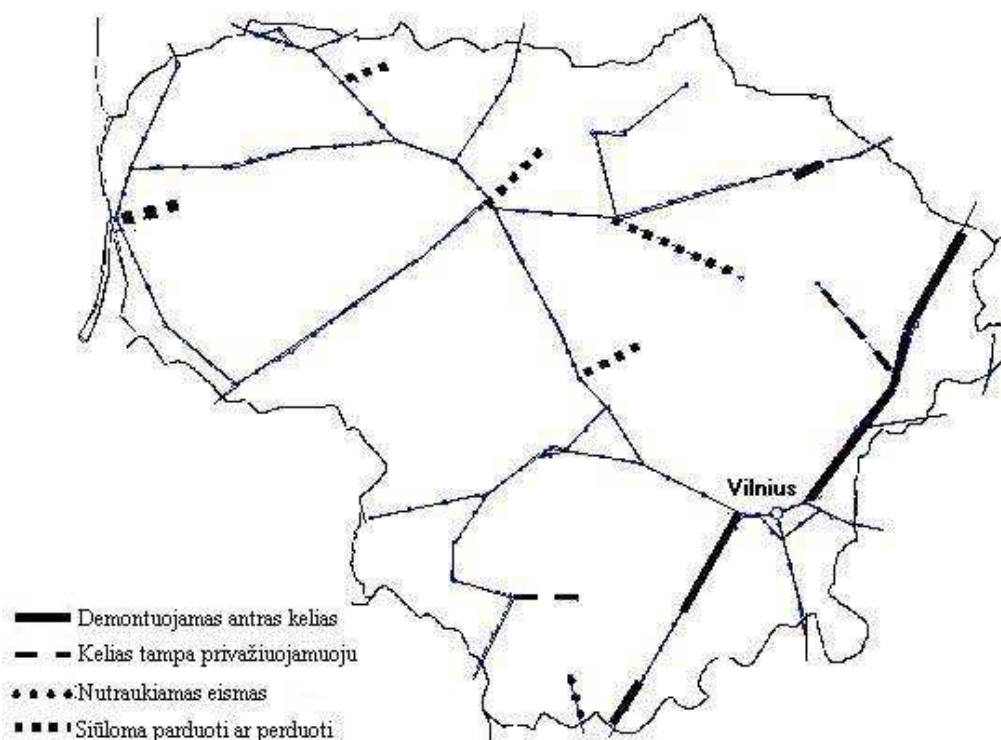 Vilnius
Demontuojamas antras kelias
Kelias tampa privažiuojamuoju
Nutraukiamas eismas
Siūloma parduoti ar perduoti